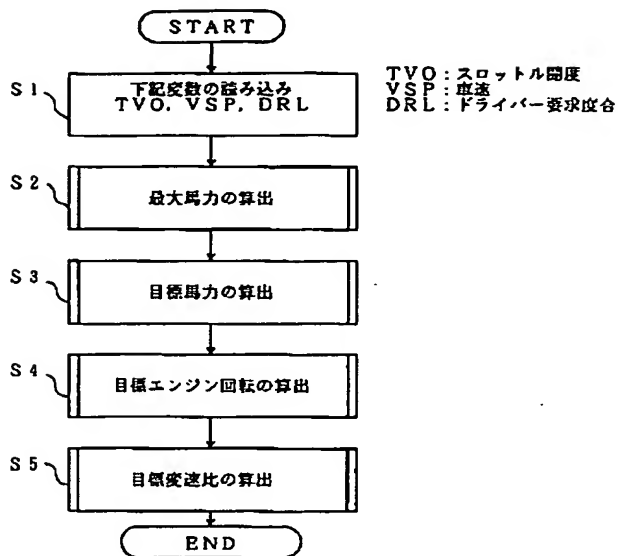 START
S1
下記変数の読み込み
TVO, VSP, DRL
TVO:スロットル開度
VSP:車速
DRL:ドライバー要求度合
S2
最大馬力の算出
S3
目標馬力の算出
S4
目標エンジン回転の算出
S5
目標変速比の算出
END